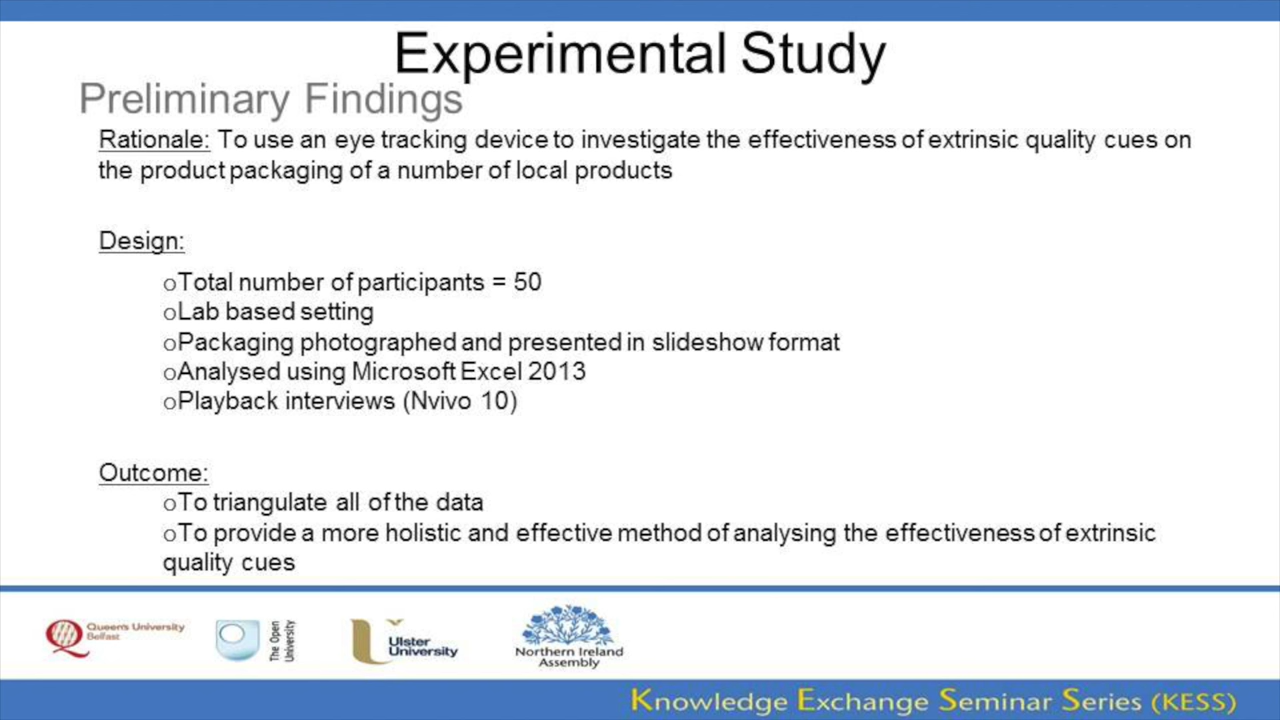 Experimental Study
Preliminary Findings
Rationale: To use an eye tracking device to investigate the effectiveness of extrinsic quality cues on
the product packaging of a number of local products
Design:
oTotal number of participants = 50
oLab based setting
oPackaging photographed and presented in slideshow format
oAnalysed using Microsoft Excel 2013
oPlayback interviews (Nvivo 10)
Outcome:
oTo triangulate all of the data
oTo provide a more holistic and effective method of analysing the effectiveness of extrinsic
quality cues
Queen's University
Belfast
The Open
University
Ulster
University
Northern Ireland
Assembly
Knowledge Exchange Seminar Series (KESS)